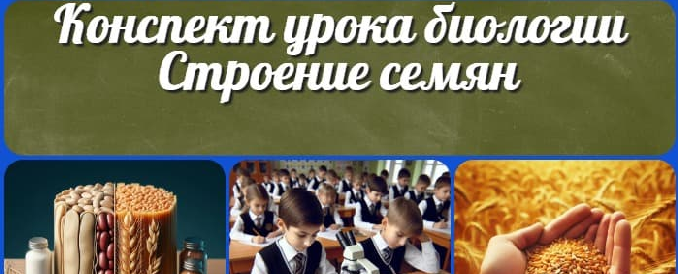 Конспект урока биологии
Строение семян